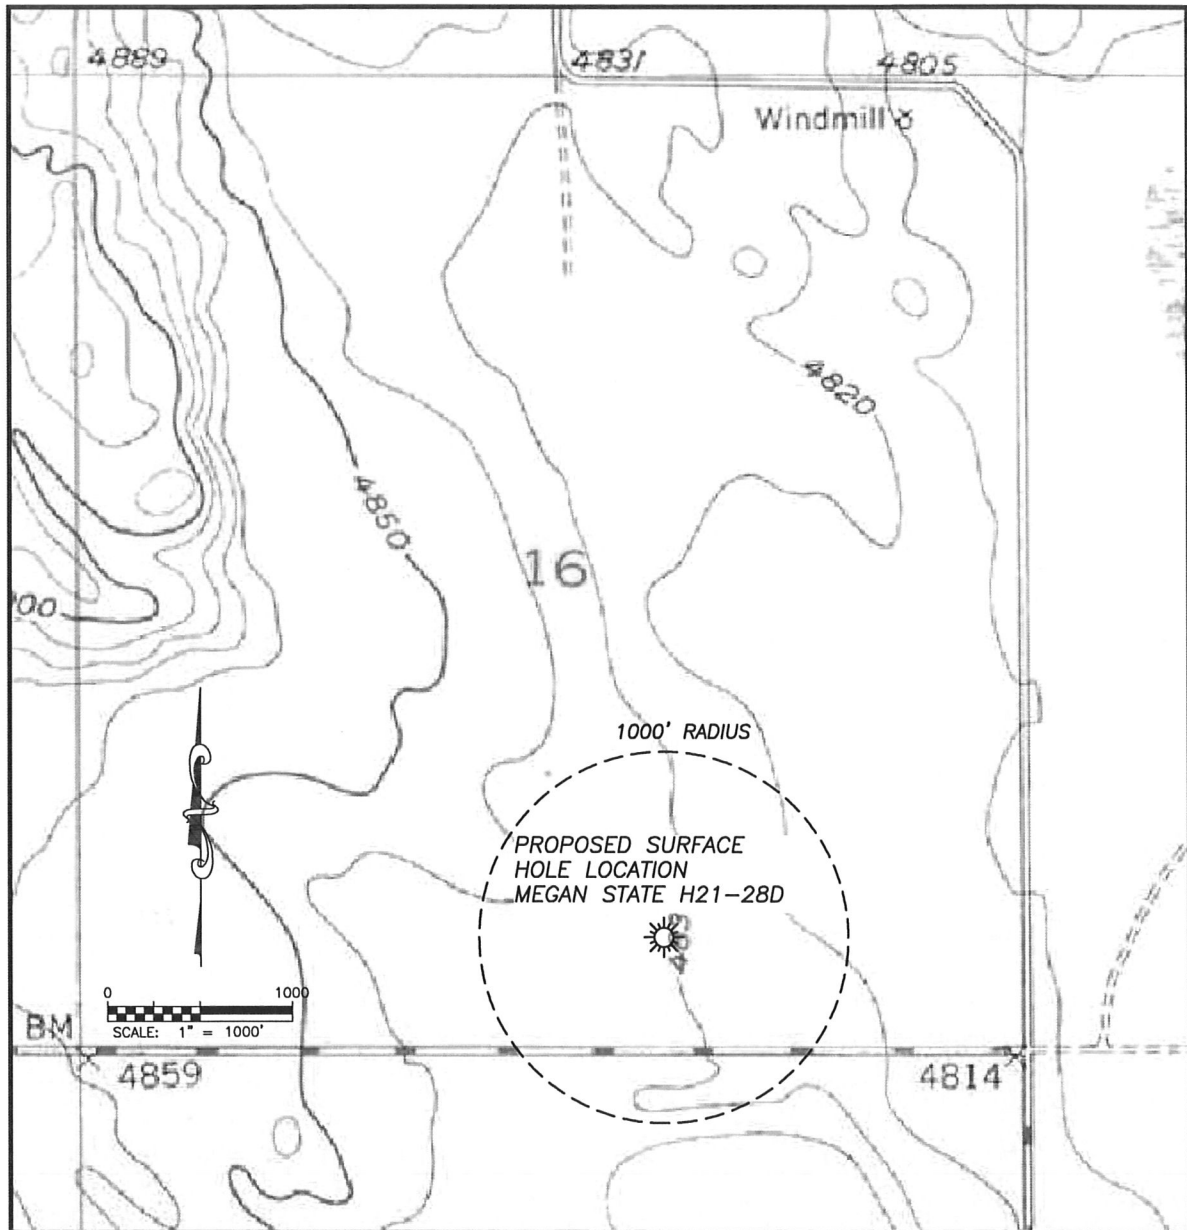 4889
4831
4805
Windmill
4820
4850
16
00
1000' RADIUS
PROPOSED SURFACE
HOLE LOCATION
MEGAN STATE H21-28D
483
0 1000
SCALE: 1" = 1000'
BM
4859
4814